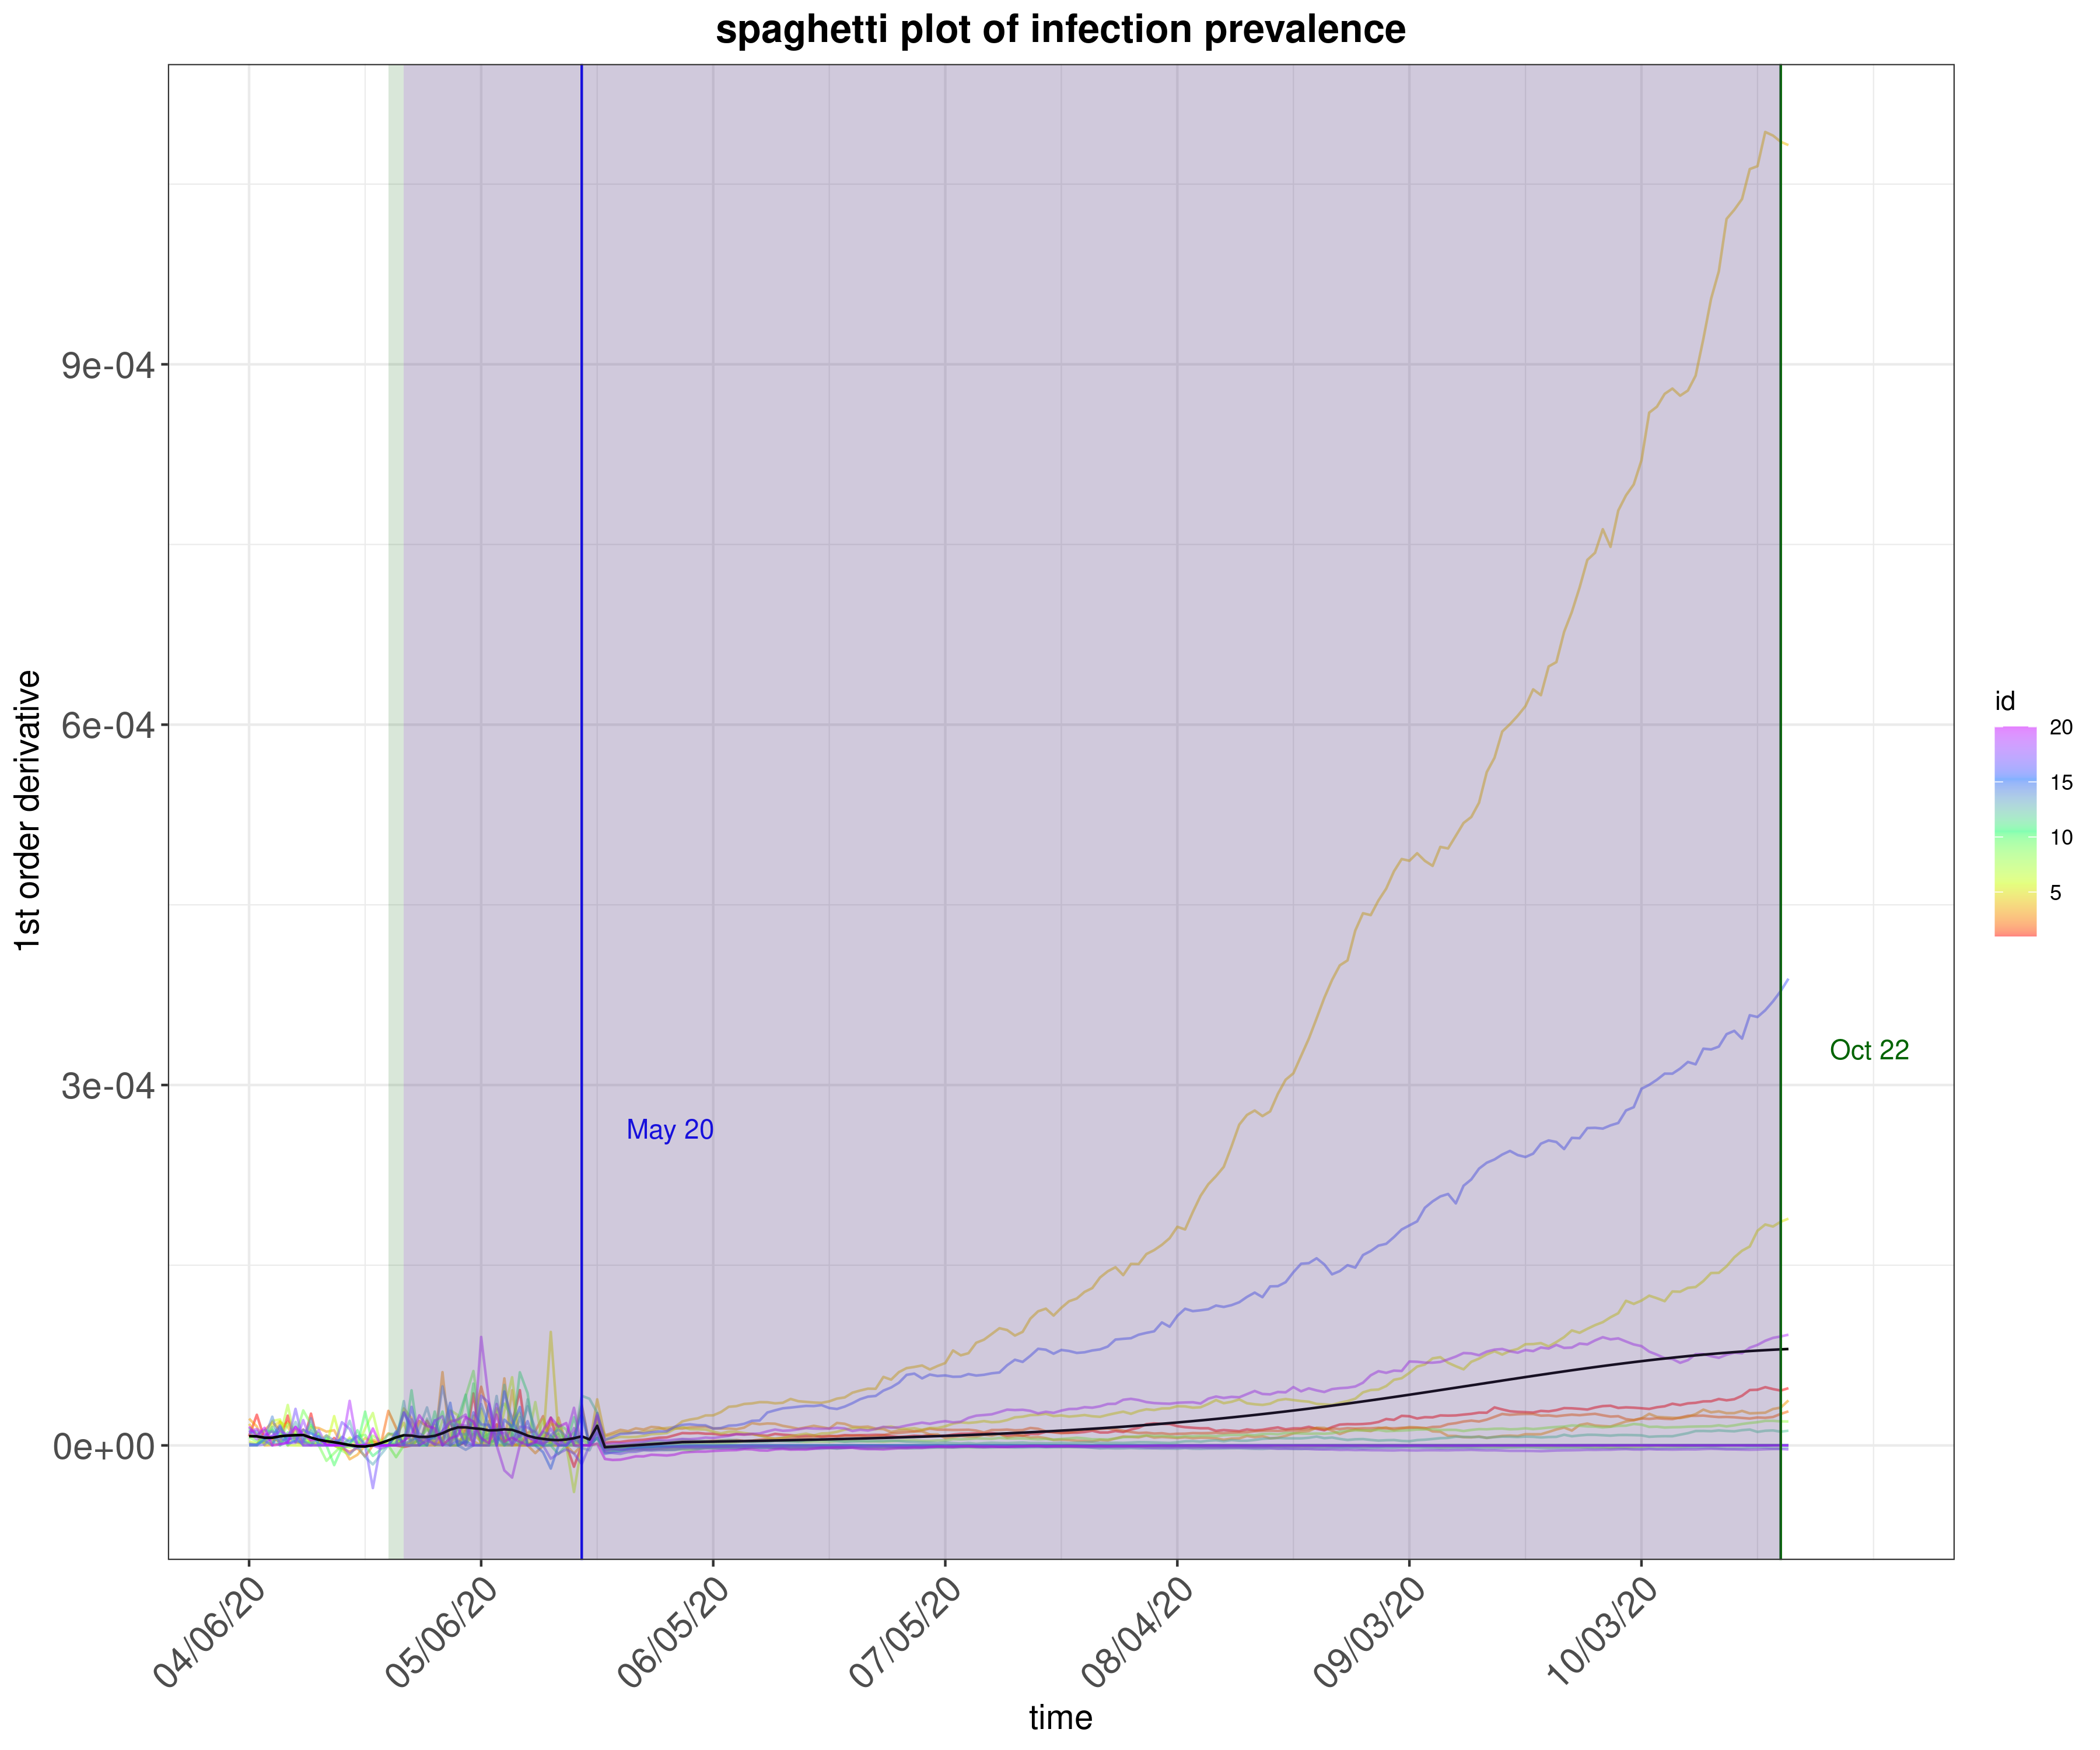 spaghetti plot of infection prevalence
1st order derivative
9e-04
6e-04
3e-04
0e+00
May 20
Oct 22
04/06/20
05/06/20
06/05/20
07/05/20
08/04/20
09/03/20
10/03/20
time
id
20
15
10
5